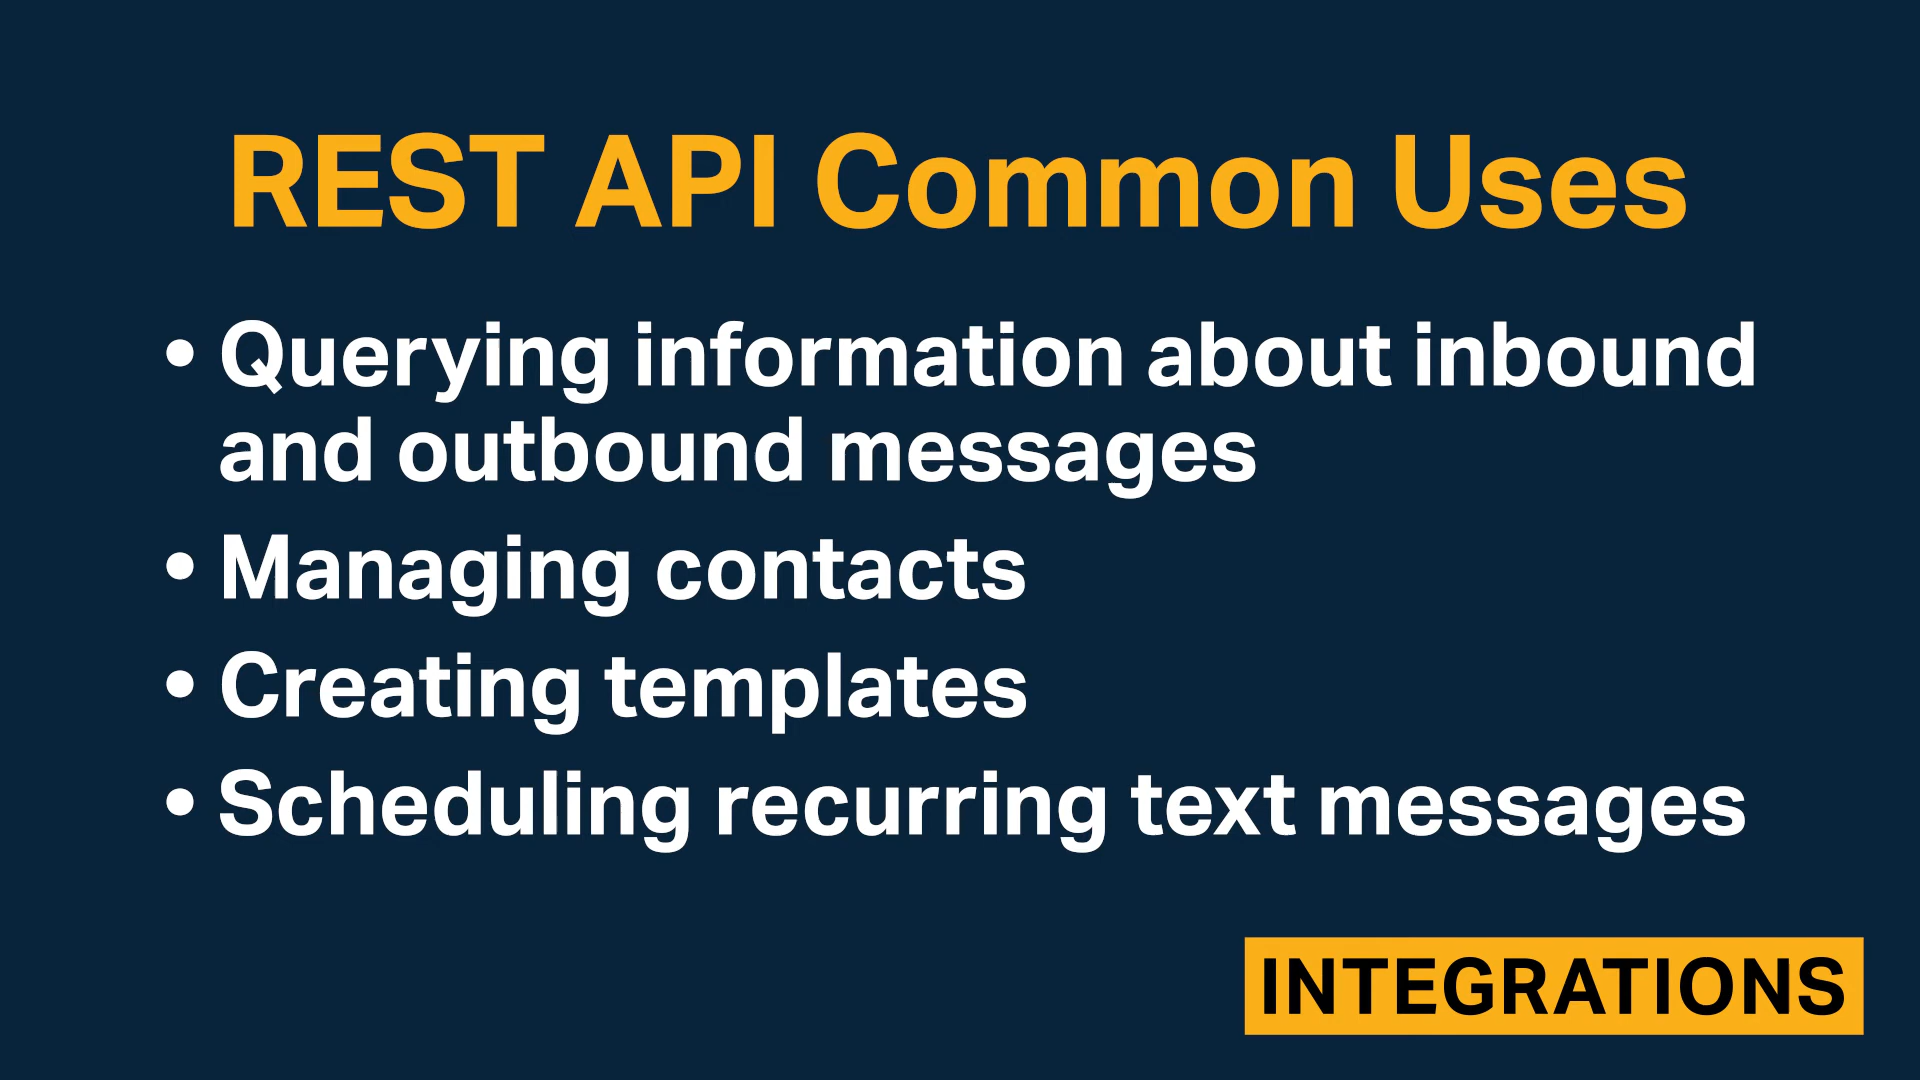 REST API Common Uses
• Querying information about inbound
and outbound messages
• Managing contacts
• Creating templates
• Scheduling recurring text messages
INTEGRATIONS